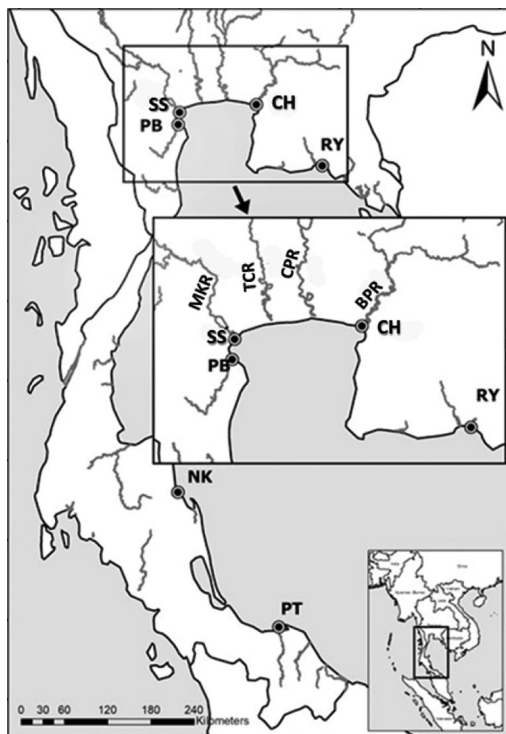 N
SS
CH
PB
RY
MKR
TCR
CPR
BPR
SS
CH
PB
RY
NK
PT
0 30 60 120 180 240
Kilometers